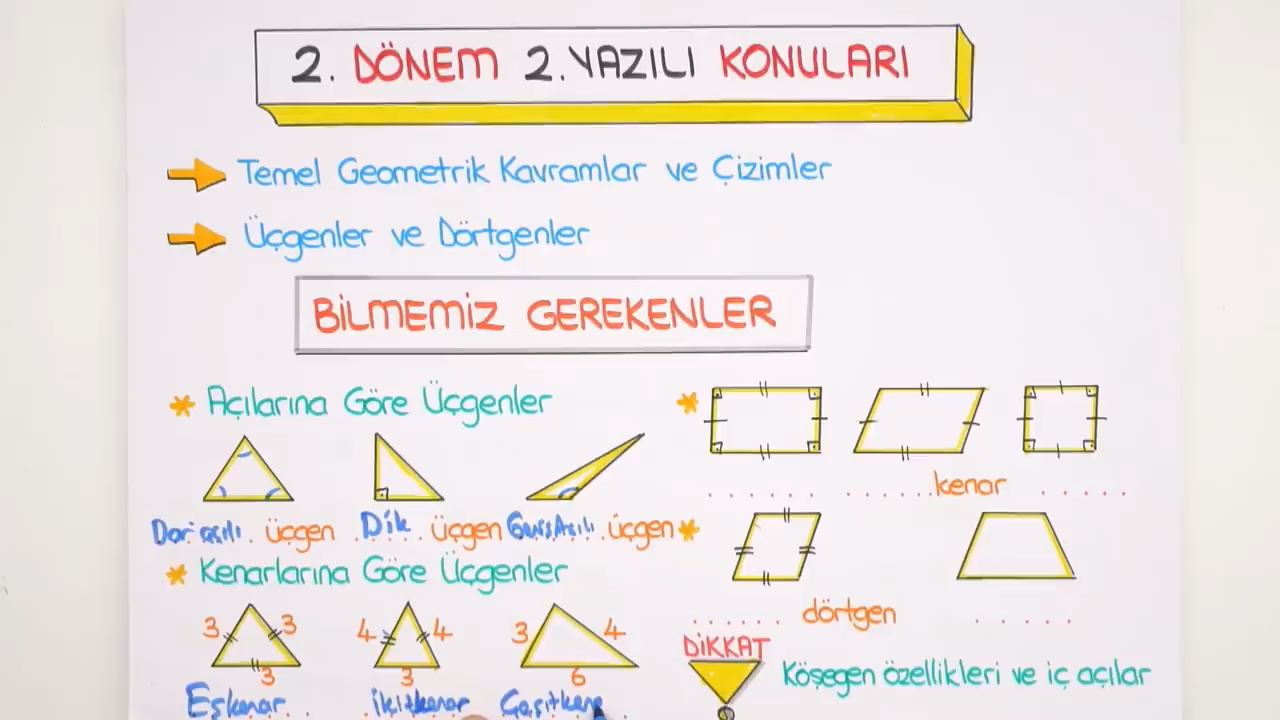 2. DÖNEM 2. YAZILI KONULARI
Temel Geometrik Kavramlar ve Çizimler
Üçgenler ve Dörtgenler
BİLMEMİZ GEREKENLER
* Açılarına Göre Üçgenler
Dar açılı üçgen Dik üçgen Geniş Açılı üçgen
* Kenarlarına Göre Üçgenler
3 3 3
4 4 3
3 4 6
Eşkenar İkizkenar Çeşitken
*
kenar
*
dörtgen
DİKKAT
Köşegen özellikleri ve iç açılar